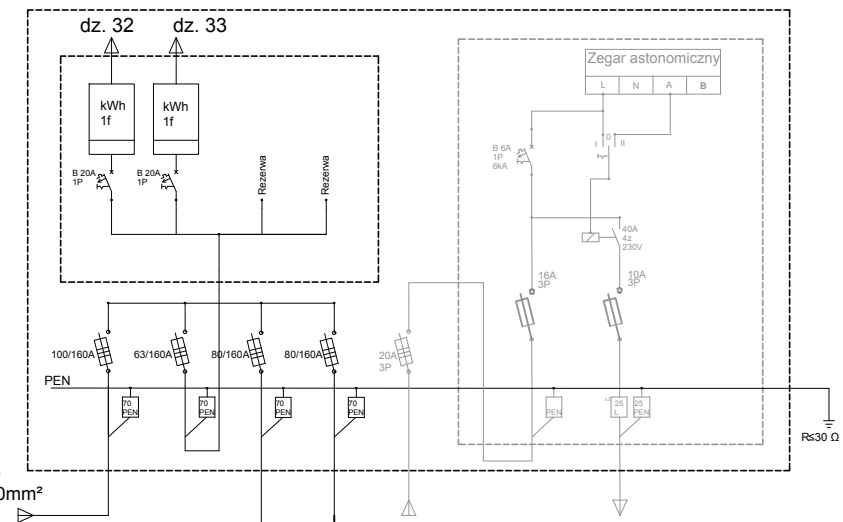 dz. 32
dz. 33
Zegar astonomiczny
L
N
A
B
kWh
1f
kWh
1f
I
0
II
B 6A
1P
6kA
B 20A
1P
B 20A
1P
Rezerwa
Rezerwa
40A
4z
230V
16A
3P
10A
3P
100/160A
63/160A
80/160A
80/160A
20A
3P
PEN
70
PEN
70
PEN
70
PEN
70
PEN
PEN
25
L
25
PEN
R≤30 Ω
0mm²